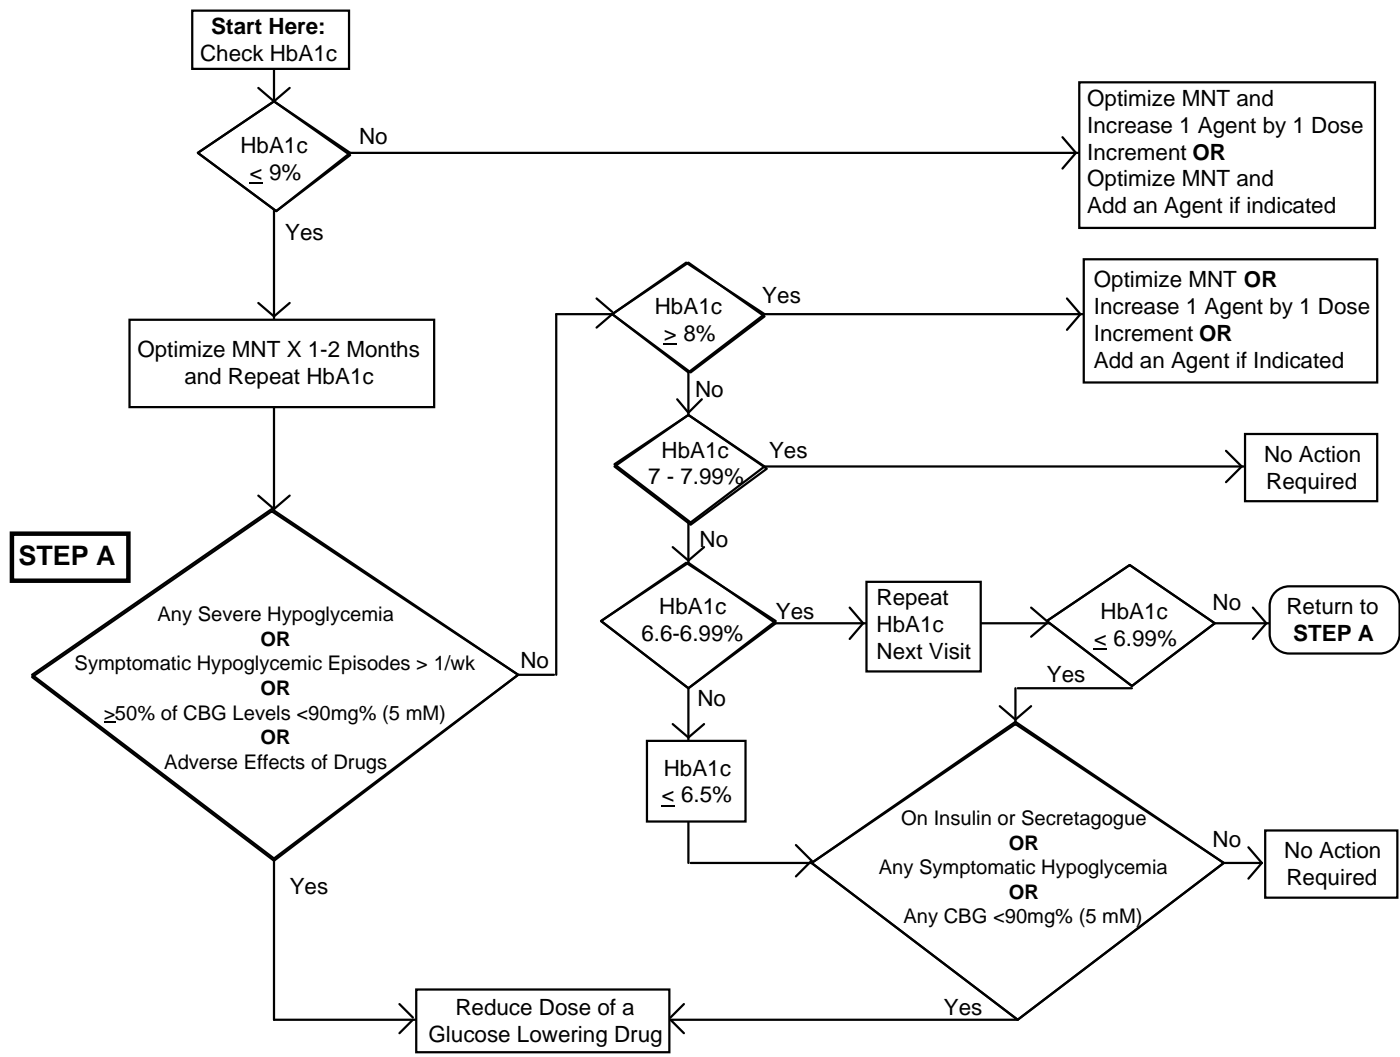 Start Here:
Check HbA1c
HbA1c
≤ 9%
No
Optimize MNT and
Increase 1 Agent by 1 Dose
Increment OR
Optimize MNT and
Add an Agent if indicated
Yes
Optimize MNT X 1-2 Months
and Repeat HbA1c
STEP A
Any Severe Hypoglycemia
OR
Symptomatic Hypoglycemic Episodes > 1/wk
OR
≥50% of CBG Levels <90mg% (5 mM)
OR
Adverse Effects of Drugs
No
Yes
HbA1c
≥ 8%
Yes
Optimize MNT OR
Increase 1 Agent by 1 Dose
Increment OR
Add an Agent if Indicated
No
HbA1c
7 - 7.99%
Yes
No Action
Required
No
HbA1c
6.6-6.99%
Yes
Repeat
HbA1c
Next Visit
HbA1c
≤ 6.99%
No
Return to
STEP A
Yes
No
HbA1c
≤ 6.5%
On Insulin or Secretagogue
OR
Any Symptomatic Hypoglycemia
OR
Any CBG <90mg% (5 mM)
No
No Action
Required
Yes
Reduce Dose of a
Glucose Lowering Drug